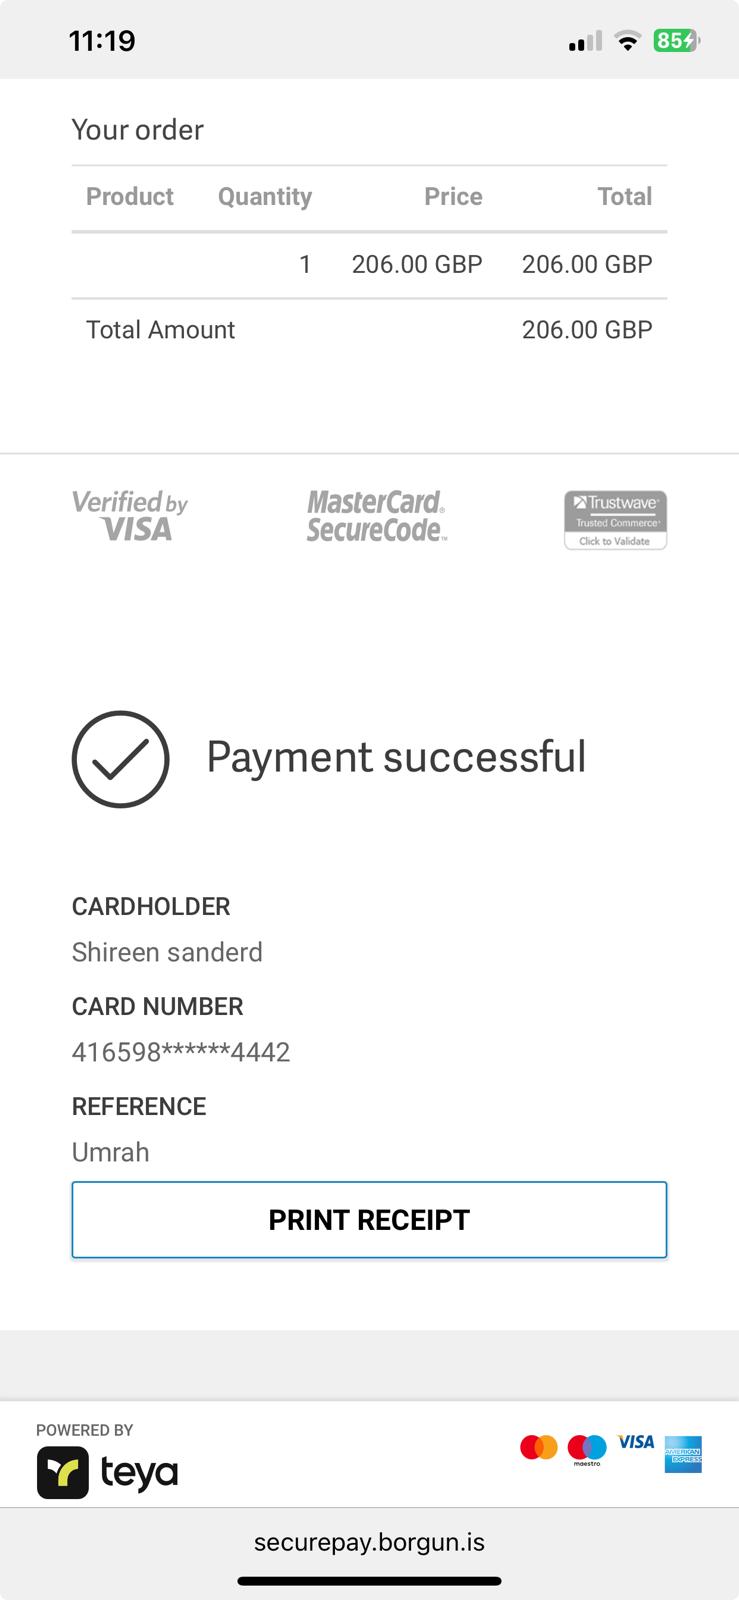 11:19
85
Your order
Product Quantity Price Total
1 206.00 GBP 206.00 GBP
Total Amount 206.00 GBP
Verified by
VISA
MasterCard®
SecureCode™
Trustwave®
Trusted Commerce®
Click to Validate
Payment successful
CARDHOLDER
Shireen sanderd
CARD NUMBER
416598******4442
REFERENCE
Umrah
PRINT RECEIPT
POWERED BY
teya
maestro
VISA
AMERICAN
EXPRESS
securepay.borgun.is